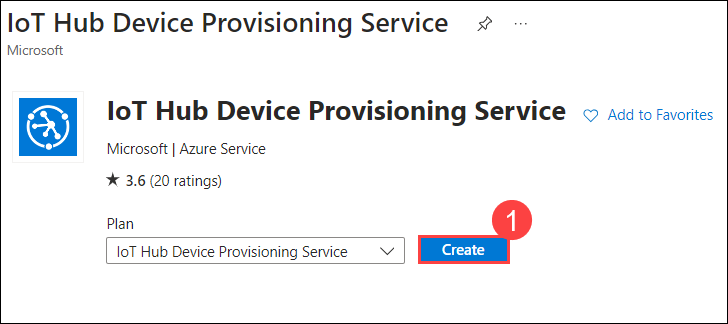 IoT Hub Device Provisioning Service
...
Microsoft
IoT Hub Device Provisioning Service
Add to Favorites
Microsoft | Azure Service
★ 3.6 (20 ratings)
Plan
IoT Hub Device Provisioning Service
Create
1